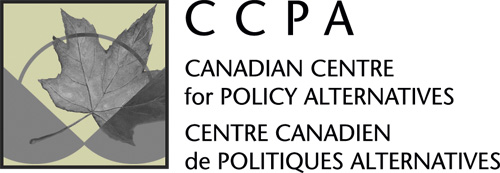 CCPA
CANADIAN CENTRE
for POLICY ALTERNATIVES
CENTRE CANADIEN
de POLITIQUES ALTERNATIVES